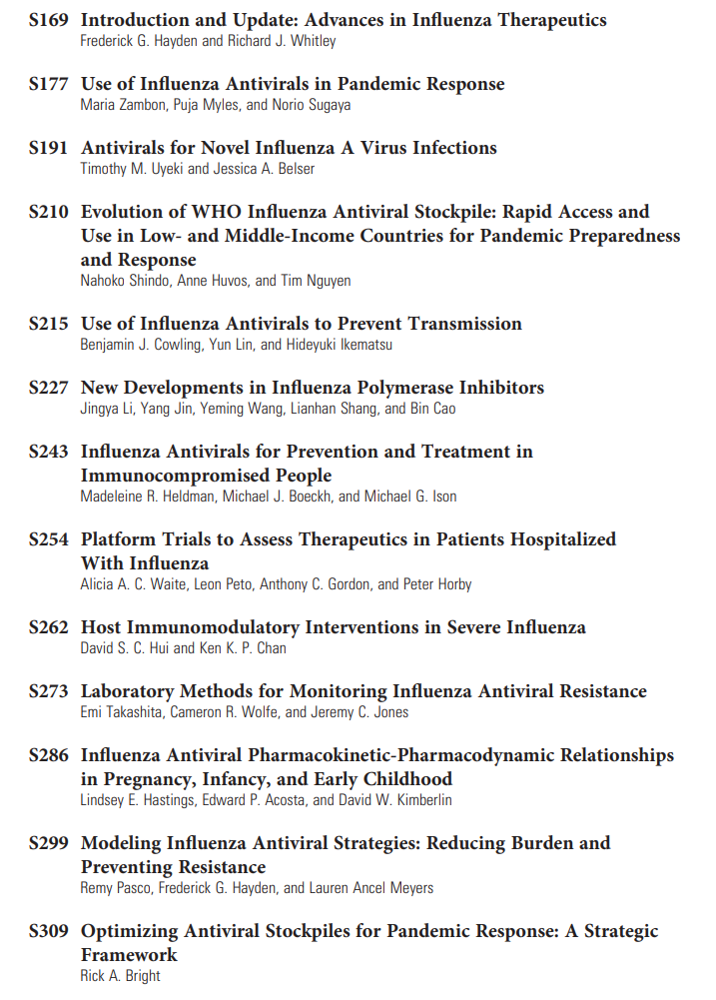 S169 Introduction and Update: Advances in Influenza Therapeutics
Frederick G. Hayden and Richard J. Whitley
S177 Use of Influenza Antivirals in Pandemic Response
Maria Zambon, Puja Myles, and Norio Sugaya
S191 Antivirals for Novel Influenza A Virus Infections
Timothy M. Uyeki and Jessica A. Belser
S210 Evolution of WHO Influenza Antiviral Stockpile: Rapid Access and
Use in Low- and Middle-Income Countries for Pandemic Preparedness
and Response
Nahoko Shindo, Anne Huvos, and Tim Nguyen
S215 Use of Influenza Antivirals to Prevent Transmission
Benjamin J. Cowling, Yun Lin, and Hideyuki Ikematsu
S227 New Developments in Influenza Polymerase Inhibitors
Jingya Li, Yang Jin, Yeming Wang, Lianhan Shang, and Bin Cao
S243 Influenza Antivirals for Prevention and Treatment in
Immunocompromised People
Madeleine R. Heldman, Michael J. Boeckh, and Michael G. Ison
S254 Platform Trials to Assess Therapeutics in Patients Hospitalized
With Influenza
Alicia A. C. Waite, Leon Peto, Anthony C. Gordon, and Peter Horby
S262 Host Immunomodulatory Interventions in Severe Influenza
David S. C. Hui and Ken K. P. Chan
S273 Laboratory Methods for Monitoring Influenza Antiviral Resistance
Emi Takashita, Cameron R. Wolfe, and Jeremy C. Jones
S286 Influenza Antiviral Pharmacokinetic-Pharmacodynamic Relationships
in Pregnancy, Infancy, and Early Childhood
Lindsey E. Hastings, Edward P. Acosta, and David W. Kimberlin
S299 Modeling Influenza Antiviral Strategies: Reducing Burden and
Preventing Resistance
Remy Pasco, Frederick G. Hayden, and Lauren Ancel Meyers
S309 Optimizing Antiviral Stockpiles for Pandemic Response: A Strategic
Framework
Rick A. Bright